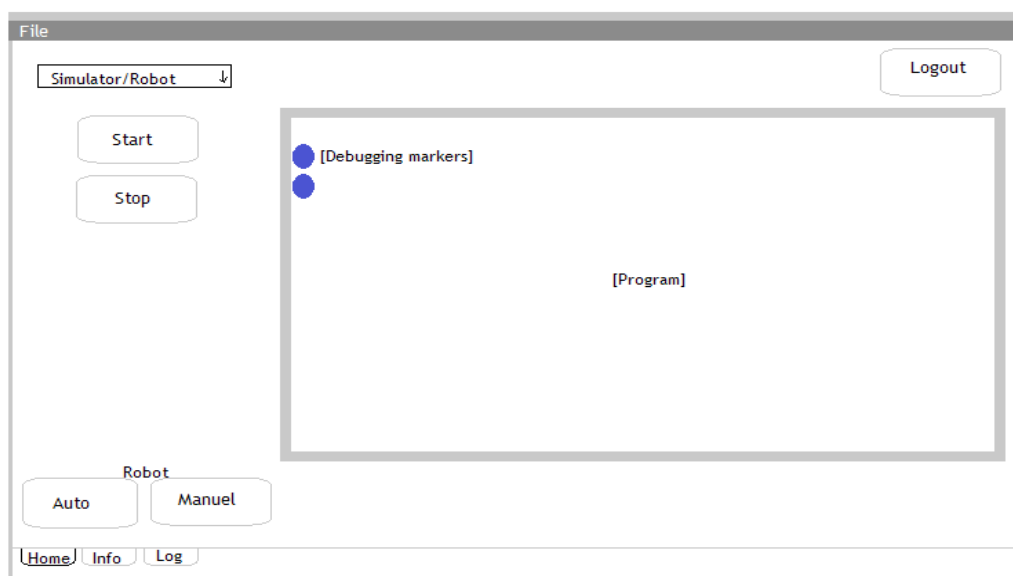 File
Simulator/Robot
Logout
Start
Stop
[Debugging markers]
[Program]
Robot
Auto
Manuel
Home
Info
Log